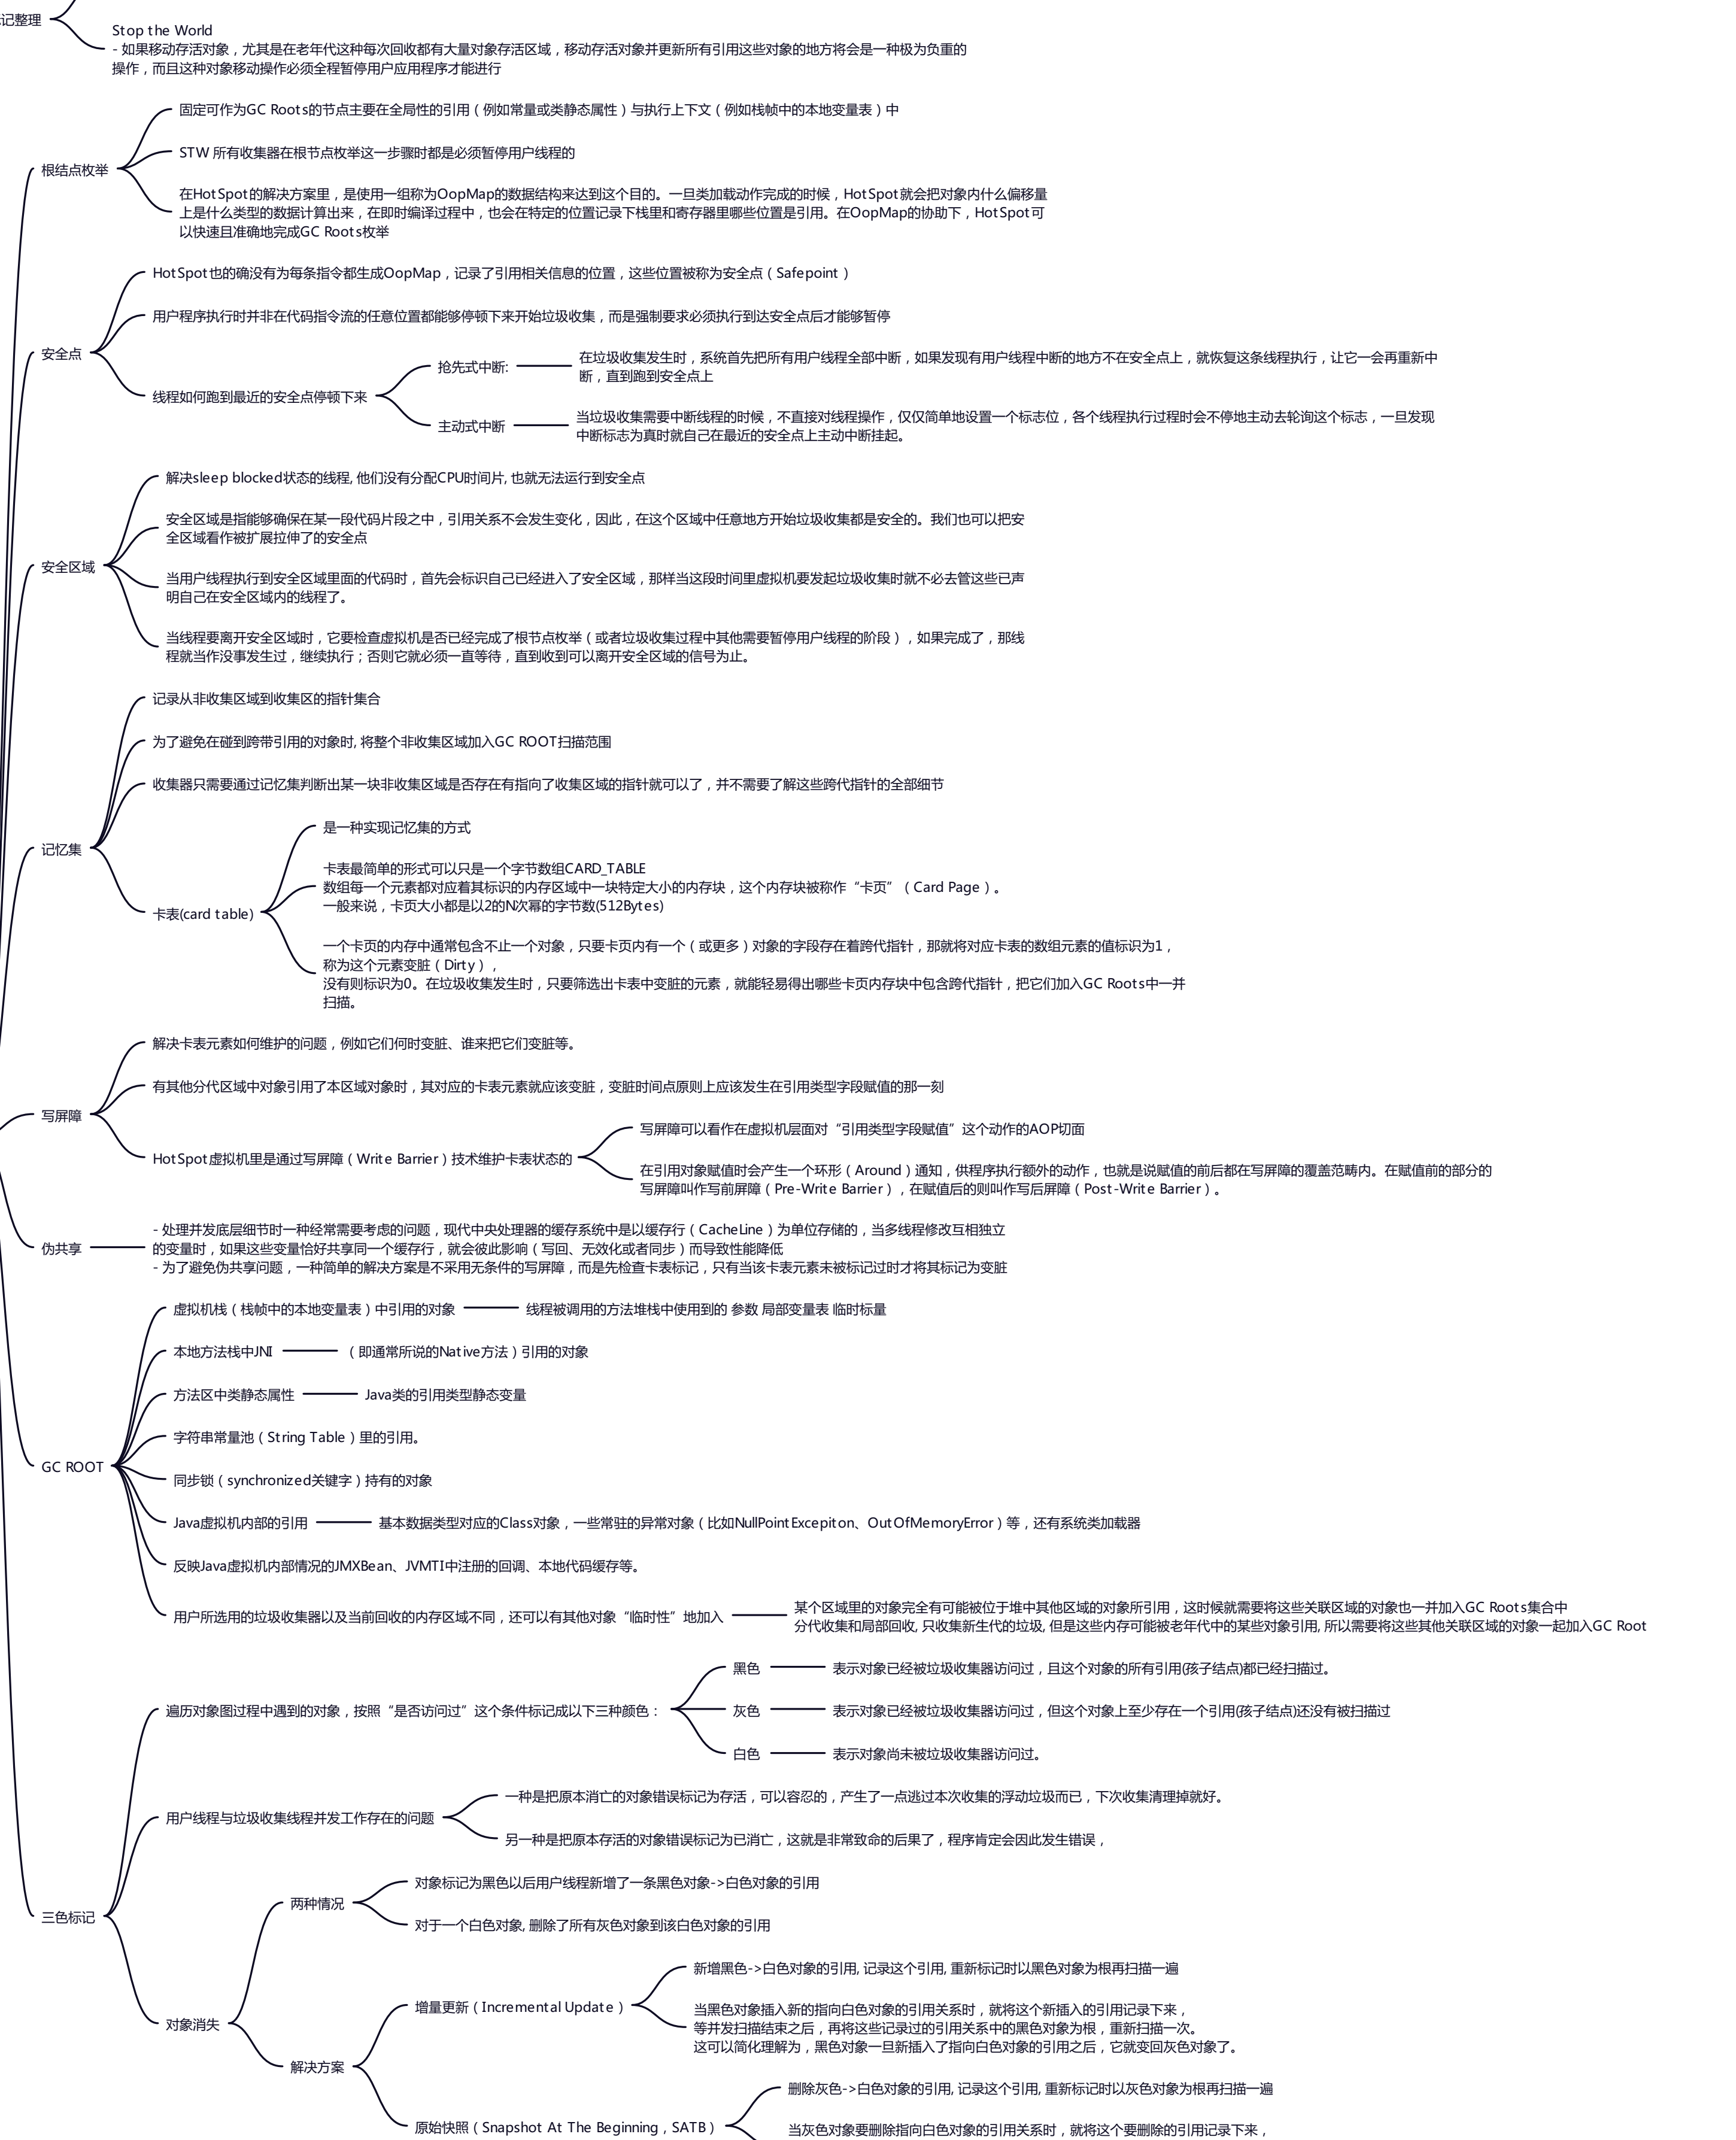 记整理
Stop the World
- 如果移动存活对象，尤其是在老年代这种每次回收都有大量对象存活区域，移动存活对象并更新所有引用这些对象的地方将会是一种极为负重的
操作，而且这种对象移动操作必须全程暂停用户应用程序才能进行
根结点枚举
固定可作为GC Roots的节点主要在全局性的引用（例如常量或类静态属性）与执行上下文（例如栈帧中的本地变量表）中
STW 所有收集器在根节点枚举这一步骤时都是必须暂停用户线程的
在HotSpot的解决方案里，是使用一组称为OopMap的数据结构来达到这个目的。一旦类加载动作完成的时候，HotSpot就会把对象内什么偏移量
上是什么类型的数据计算出来，在即时编译过程中，也会在特定的位置记录下栈里和寄存器里哪些位置是引用。在OopMap的协助下，HotSpot可
以快速且准确地完成GC Roots枚举
安全点
HotSpot也的确没有为每条指令都生成OopMap，记录了引用相关信息的位置，这些位置被称为安全点（Safepoint）
用户程序执行时并非在代码指令流的任意位置都能够停顿下来开始垃圾收集，而是强制要求必须执行到达安全点后才能够暂停
线程如何跑到最近的安全点停顿下来
抢先式中断:
在垃圾收集发生时，系统首先把所有用户线程全部中断，如果发现有用户线程中断的地方不在安全点上，就恢复这条线程执行，让它一会再重新中
断，直到跑到安全点上
主动式中断
当垃圾收集需要中断线程的时候，不直接对线程操作，仅仅简单地设置一个标志位，各个线程执行过程时会不停地主动去轮询这个标志，一旦发现
中断标志为真时就自己在最近的安全点上主动中断挂起。
安全区域
解决sleep blocked状态的线程, 他们没有分配CPU时间片, 也就无法运行到安全点
安全区域是指能够确保在某一段代码片段之中，引用关系不会发生变化，因此，在这个区域中任意地方开始垃圾收集都是安全的。我们也可以把安
全区域看作被扩展拉伸了的安全点
当用户线程执行到安全区域里面的代码时，首先会标识自己已经进入了安全区域，那样当这段时间里虚拟机要发起垃圾收集时就不必去管这些已声
明自己在安全区域内的线程了。
当线程要离开安全区域时，它要检查虚拟机是否已经完成了根节点枚举（或者垃圾收集过程中其他需要暂停用户线程的阶段），如果完成了，那线
程就当作没事发生过，继续执行；否则它就必须一直等待，直到收到可以离开安全区域的信号为止。
记忆集
记录从非收集区域到收集区的指针集合
为了避免在碰到跨带引用的对象时, 将整个非收集区域加入GC ROOT扫描范围
收集器只需要通过记忆集判断出某一块非收集区域是否存在有指向了收集区域的指针就可以了，并不需要了解这些跨代指针的全部细节
卡表(card table)
是一种实现记忆集的方式
卡表最简单的形式可以只是一个字节数组CARD_TABLE
数组每一个元素都对应着其标识的内存区域中一块特定大小的内存块，这个内存块被称作“卡页”（Card Page）。
一般来说，卡页大小都是以2的N次幂的字节数(512Bytes)
一个卡页的内存中通常包含不止一个对象，只要卡页内有一个（或更多）对象的字段存在着跨代指针，那就将对应卡表的数组元素的值标识为1，
称为这个元素变脏（Dirty），
没有则标识为0。在垃圾收集发生时，只要筛选出卡表中变脏的元素，就能轻易得出哪些卡页内存块中包含跨代指针，把它们加入GC Roots中一并
扫描。
写屏障
解决卡表元素如何维护的问题，例如它们何时变脏、谁来把它们变脏等。
有其他分代区域中对象引用了本区域对象时，其对应的卡表元素就应该变脏，变脏时间点原则上应该发生在引用类型字段赋值的那一刻
HotSpot虚拟机里是通过写屏障（Write Barrier）技术维护卡表状态的
写屏障可以看作在虚拟机层面对“引用类型字段赋值”这个动作的AOP切面
在引用对象赋值时会产生一个环形（Around）通知，供程序执行额外的动作，也就是说赋值的前后都在写屏障的覆盖范畴内。在赋值前的部分的
写屏障叫作写前屏障（Pre-Write Barrier），在赋值后的则叫作写后屏障（Post-Write Barrier）。
伪共享
- 处理并发底层细节时一种经常需要考虑的问题，现代中央处理器的缓存系统中是以缓存行（CacheLine）为单位存储的，当多线程修改互相独立
的变量时，如果这些变量恰好共享同一个缓存行，就会彼此影响（写回、无效化或者同步）而导致性能降低
- 为了避免伪共享问题，一种简单的解决方案是不采用无条件的写屏障，而是先检查卡表标记，只有当该卡表元素未被标记过时才将其标记为变脏
GC ROOT
虚拟机栈（栈帧中的本地变量表）中引用的对象
线程被调用的方法堆栈中使用到的 参数 局部变量表 临时标量
本地方法栈中JNI
（即通常所说的Native方法）引用的对象
方法区中类静态属性
Java类的引用类型静态变量
字符串常量池（String Table）里的引用。
同步锁（synchronized关键字）持有的对象
Java虚拟机内部的引用
基本数据类型对应的Class对象，一些常驻的异常对象（比如NullPointExcepiton、OutOfMemoryError）等，还有系统类加载器
反映Java虚拟机内部情况的JMXBean、JVMTI中注册的回调、本地代码缓存等。
用户所选用的垃圾收集器以及当前回收的内存区域不同，还可以有其他对象“临时性”地加入
某个区域里的对象完全有可能被位于堆中其他区域的对象所引用，这时候就需要将这些关联区域的对象也一并加入GC Roots集合中
分代收集和局部回收, 只收集新生代的垃圾, 但是这些内存可能被老年代中的某些对象引用, 所以需要将这些其他关联区域的对象一起加入GC Root
三色标记
遍历对象图过程中遇到的对象，按照“是否访问过”这个条件标记成以下三种颜色：
黑色
表示对象已经被垃圾收集器访问过，且这个对象的所有引用(孩子结点)都已经扫描过。
灰色
表示对象已经被垃圾收集器访问过，但这个对象上至少存在一个引用(孩子结点)还没有被扫描过
白色
表示对象尚未被垃圾收集器访问过。
用户线程与垃圾收集线程并发工作存在的问题
一种是把原本消亡的对象错误标记为存活，可以容忍的，产生了一点逃过本次收集的浮动垃圾而已，下次收集清理掉就好。
另一种是把原本存活的对象错误标记为已消亡，这就是非常致命的后果了，程序肯定会因此发生错误，
对象消失
两种情况
对象标记为黑色以后用户线程新增了一条黑色对象->白色对象的引用
对于一个白色对象, 删除了所有灰色对象到该白色对象的引用
解决方案
增量更新（Incremental Update）
新增黑色->白色对象的引用, 记录这个引用, 重新标记时以黑色对象为根再扫描一遍
当黑色对象插入新的指向白色对象的引用关系时，就将这个新插入的引用记录下来，
等并发扫描结束之后，再将这些记录过的引用关系中的黑色对象为根，重新扫描一次。
这可以简化理解为，黑色对象一旦新插入了指向白色对象的引用之后，它就变回灰色对象了。
原始快照（Snapshot At The Beginning，SATB）
删除灰色->白色对象的引用, 记录这个引用, 重新标记时以灰色对象为根再扫描一遍
当灰色对象要删除指向白色对象的引用关系时，就将这个要删除的引用记录下来，